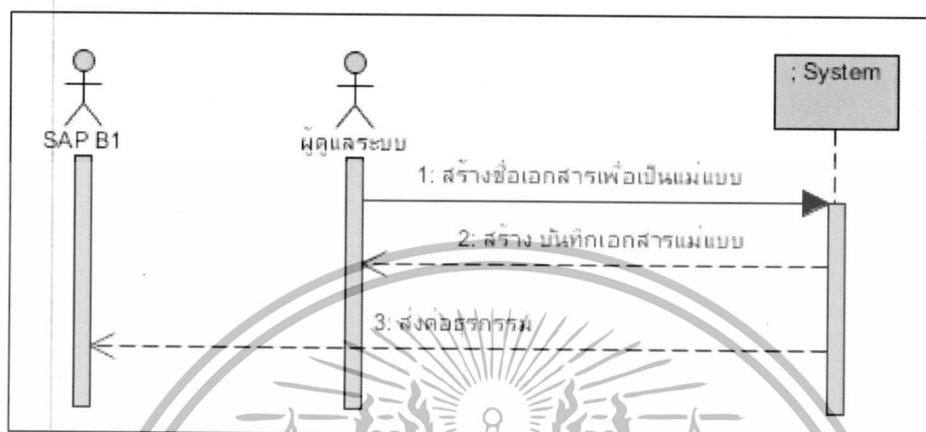 ; System
SAP B1
ผู้ดูแลระบบ
1: สร้างชื่อเอกสารเพื่อเป็นแม่แบบ
2: สร้าง บันทึกเอกสารแม่แบบ
3: ส่งต่อธุรกรรม